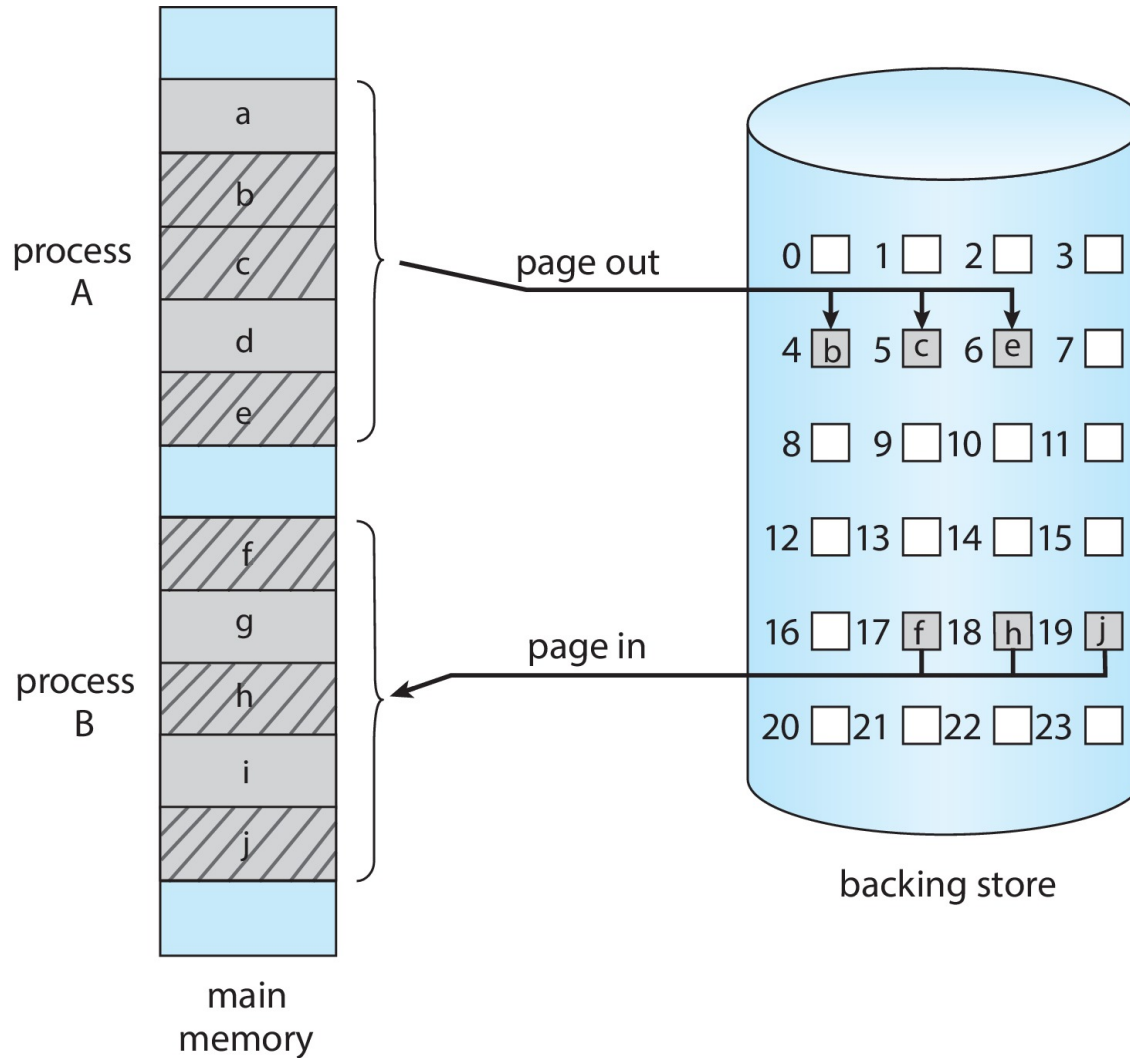 a
b
c
d
e
process
A
f
g
h
i
j
process
B
main
memory
page out
page in
0 1 2 3
4 b 5 c 6 e 7
8 9 10 11
12 13 14 15
16 17 f 18 h 19 j
20 21 22 23
backing store